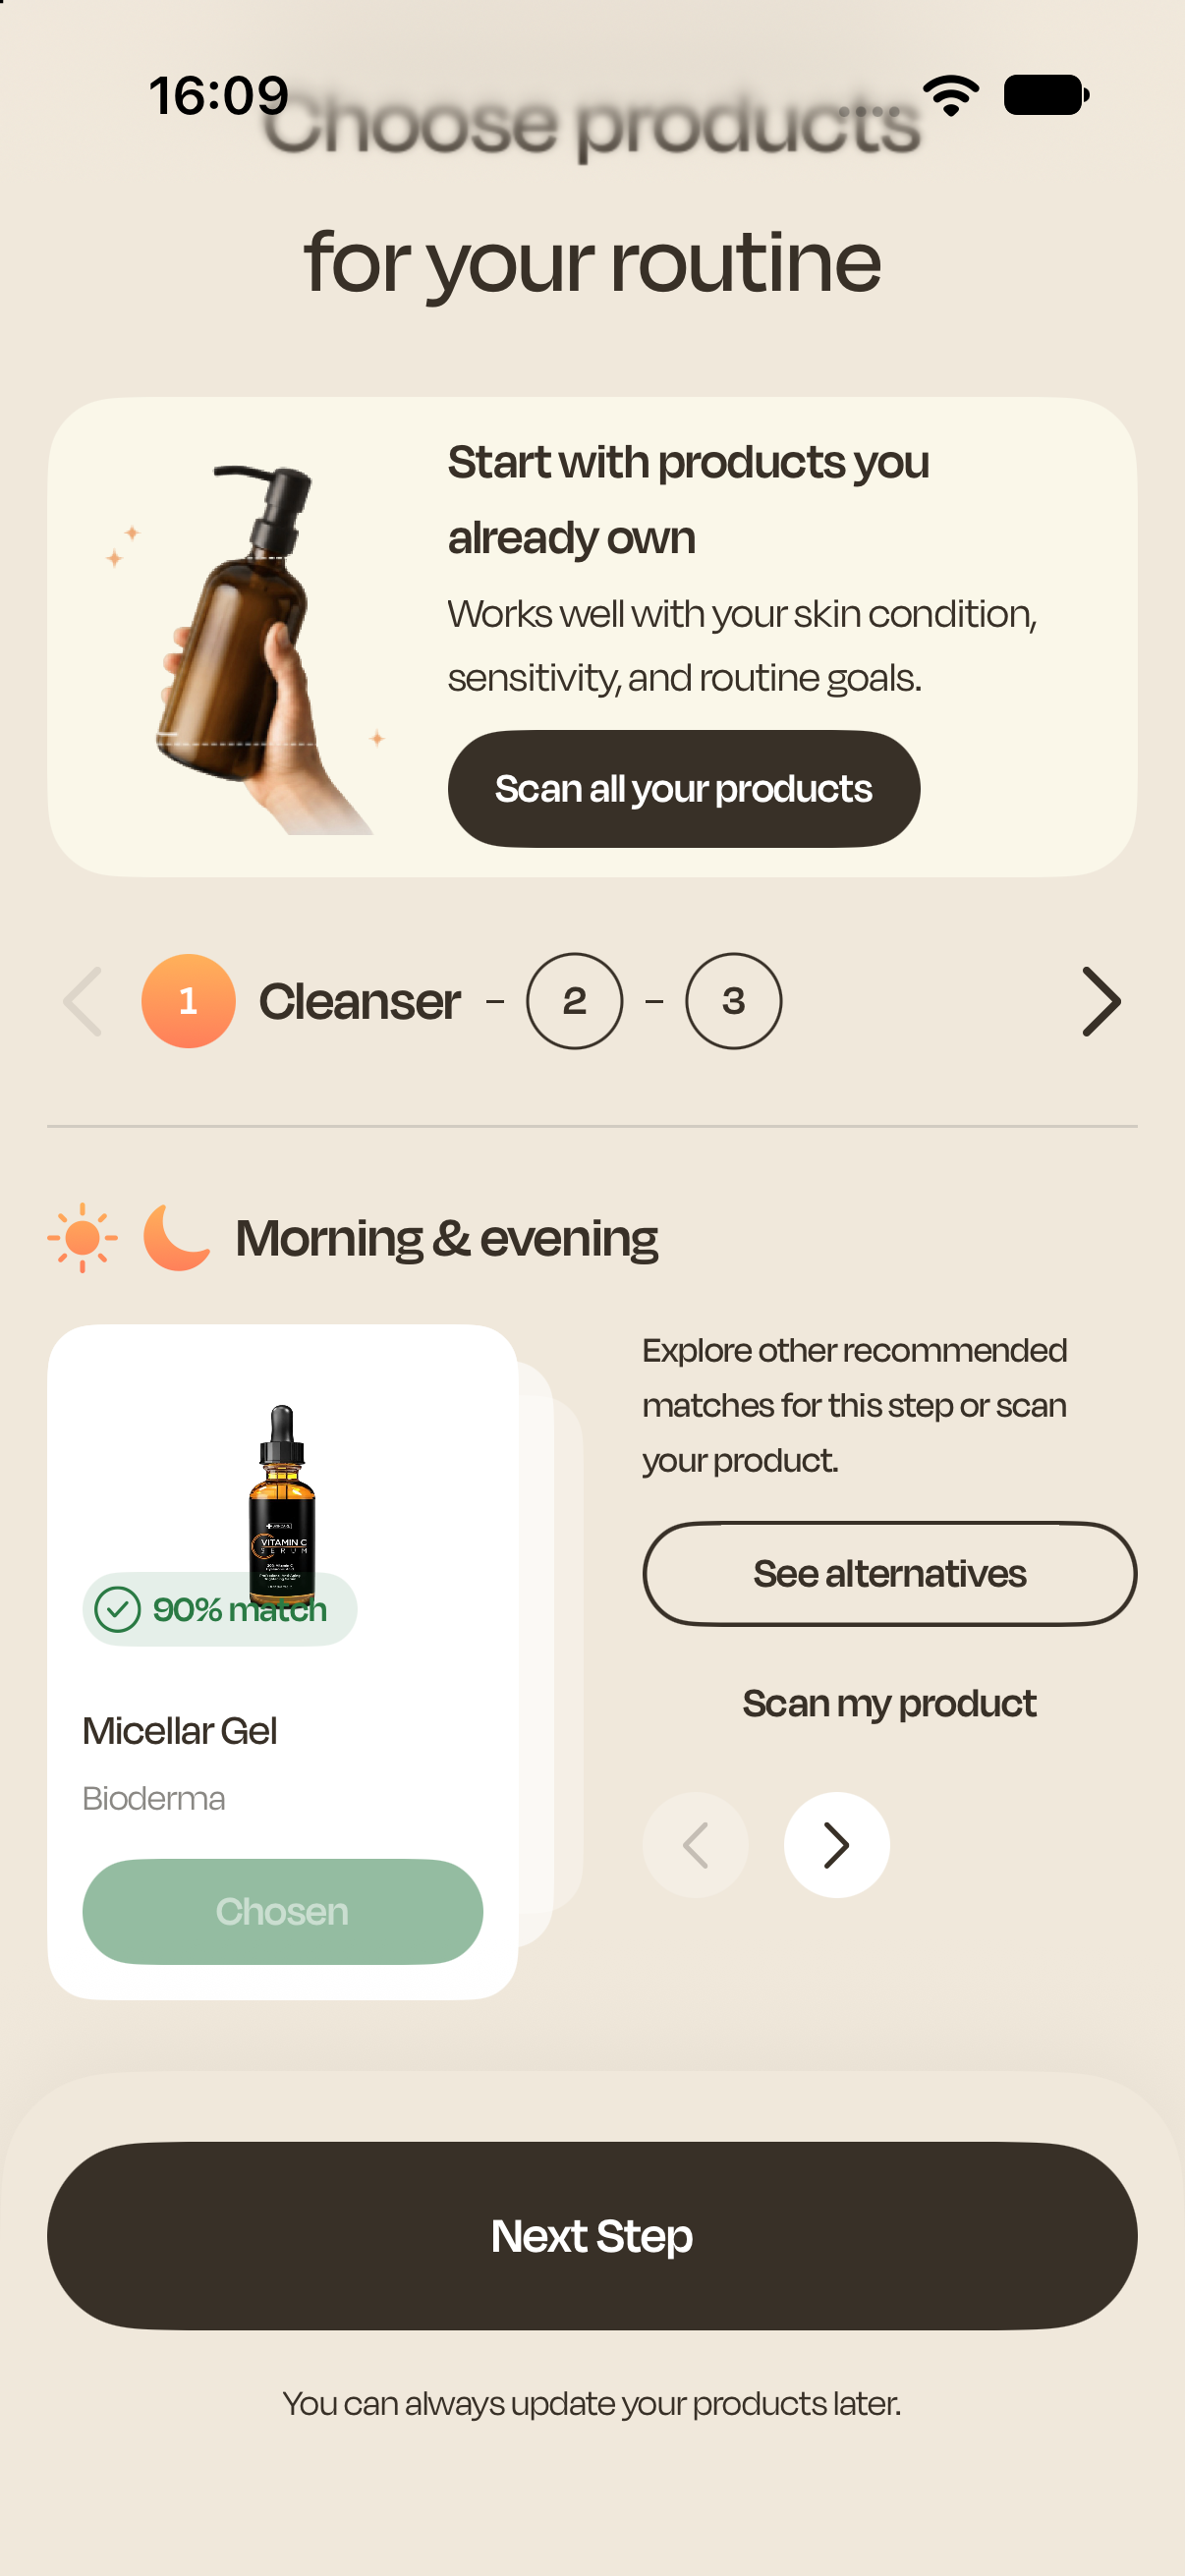 16:09
Choose products
for your routine
Start with products you
already own
Works well with your skin condition,
sensitivity, and routine goals.
Scan all your products
1 Cleanser - 2 - 3
Morning & evening
VITAMIN C
SERUM
90% match
Micellar Gel
Bioderma
Chosen
Explore other recommended
matches for this step or scan
your product.
See alternatives
Scan my product
Next Step
You can always update your products later.